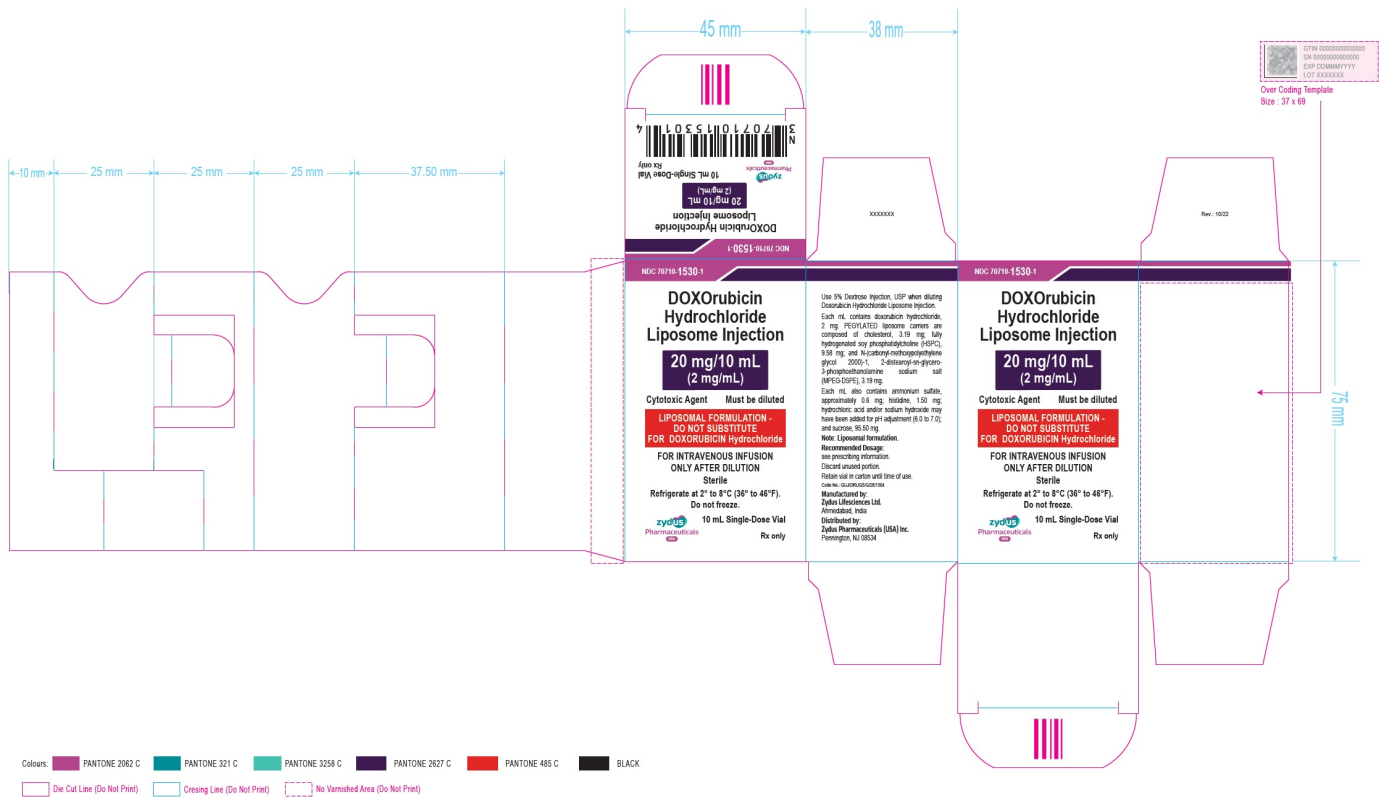 45 mm
38 mm
GTIN 00000000000000
SN 00000000000000
EXP DDMMMYYYY
LOT XXXXXXX
Over Coding Template
Size : 37 x 69
10 mm
25 mm
25 mm
25 mm
37.50 mm
N
3 70710 15301 4
10 mL Single-Dose Vial
Rx only
zydus
Pharmaceuticals
USA
20 mg/10 mL
(2 mg/mL)
DOXOrubicin Hydrochloride
Liposome Injection
NDC 70710-1530-1
XXXXXXX
Rev.: 10/22
NDC 70710-1530-1
DOXOrubicin
Hydrochloride
Liposome Injection
20 mg/10 mL
(2 mg/mL)
Cytotoxic Agent Must be diluted
LIPOSOMAL FORMULATION -
DO NOT SUBSTITUTE
FOR DOXORUBICIN Hydrochloride
FOR INTRAVENOUS INFUSION
ONLY AFTER DILUTION
Sterile
Refrigerate at 2° to 8°C (36° to 46°F).
Do not freeze.
zydus
Pharmaceuticals
USA
10 mL Single-Dose Vial
Rx only
Use 5% Dextrose Injection, USP when diluting
Doxorubicin Hydrochloride Liposome Injection.
Each mL contains doxorubicin hydrochloride,
2 mg. PEGYLATED liposome carriers are
composed of cholesterol, 3.19 mg; fully
hydrogenated soy phosphatidylcholine (HSPC),
9.58 mg; and N-(carbonyl-methoxypolyethylene
glycol 2000)-1, 2-distearoyl-sn-glycero-
3-phosphoethanolamine sodium salt
(MPEG-DSPE), 3.19 mg.
Each mL also contains ammonium sulfate,
approximately 0.6 mg; histidine, 1.50 mg;
hydrochloric acid and/or sodium hydroxide may
have been added for pH adjustment (6.0 to 7.0);
and sucrose, 95.50 mg.
Note: Liposomal formulation.
Recommended Dosage:
see prescribing information.
Discard unused portion.
Retain vial in carton until time of use.
Code No.: GUJ/DRUGS/G/28/1304
Manufactured by:
Zydus Lifesciences Ltd.
Ahmedabad, India
Distributed by:
Zydus Pharmaceuticals (USA) Inc.
Pennington, NJ 08534
NDC 70710-1530-1
DOXOrubicin
Hydrochloride
Liposome Injection
20 mg/10 mL
(2 mg/mL)
Cytotoxic Agent Must be diluted
LIPOSOMAL FORMULATION -
DO NOT SUBSTITUTE
FOR DOXORUBICIN Hydrochloride
FOR INTRAVENOUS INFUSION
ONLY AFTER DILUTION
Sterile
Refrigerate at 2° to 8°C (36° to 46°F).
Do not freeze.
zydus
Pharmaceuticals
USA
10 mL Single-Dose Vial
Rx only
75 mm
Colours: PANTONE 2062 C PANTONE 321 C PANTONE 3258 C PANTONE 2627 C PANTONE 485 C BLACK
Die Cut Line (Do Not Print) Cresing Line (Do Not Print) No Varnished Area (Do Not Print)